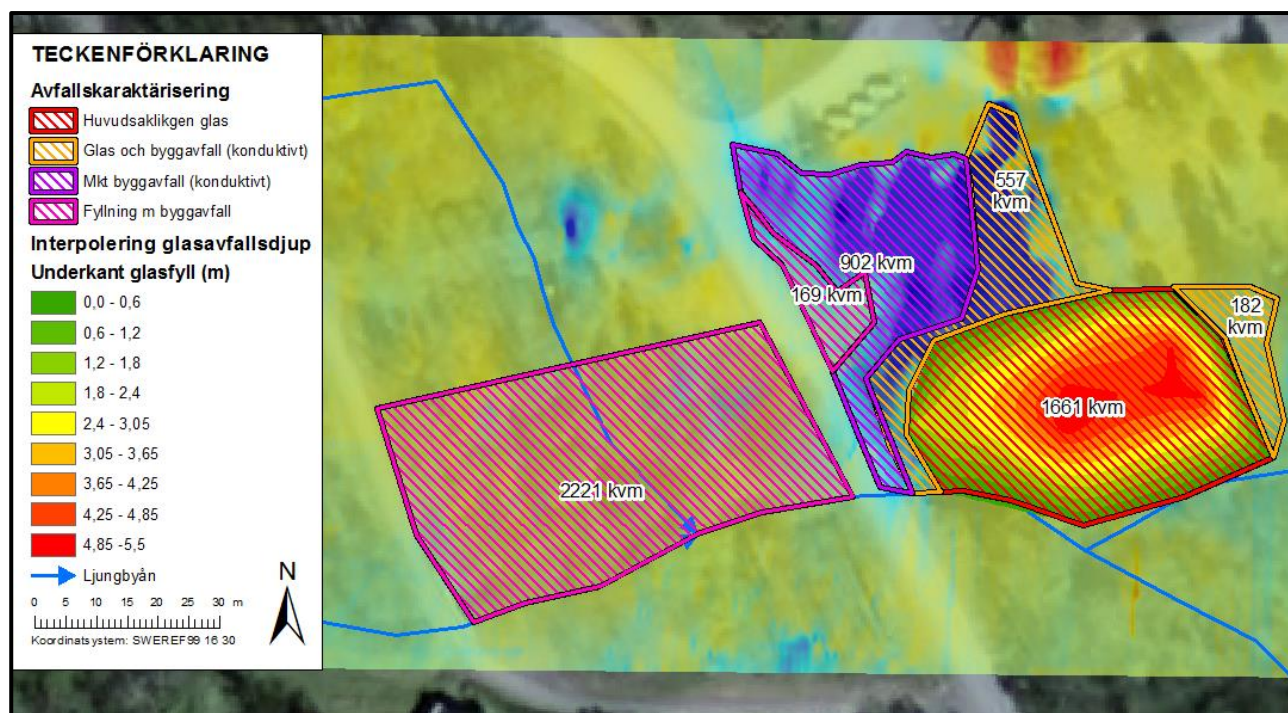 TECKENFÖRKLARING
Avfallskaraktärisering
Huvudsaklikgen glas
Glas och byggavfall (konduktivt)
Mkt byggavfall (konduktivt)
Fyllning m byggavfall
Interpolering glasavfallsdjup
Underkant glasfyll (m)
0,0 - 0,6
0,6 - 1,2
1,2 - 1,8
1,8 - 2,4
2,4 - 3,05
3,05 - 3,65
3,65 - 4,25
4,25 - 4,85
4,85 -5,5
Ljungbyån
N
0 5 10 15 20 30 m
Koordinatsystem: SWEREF99 16 30
557
kvm
902 kvm
169 kvm
182
kvm
1661 kvm
2221 kvm